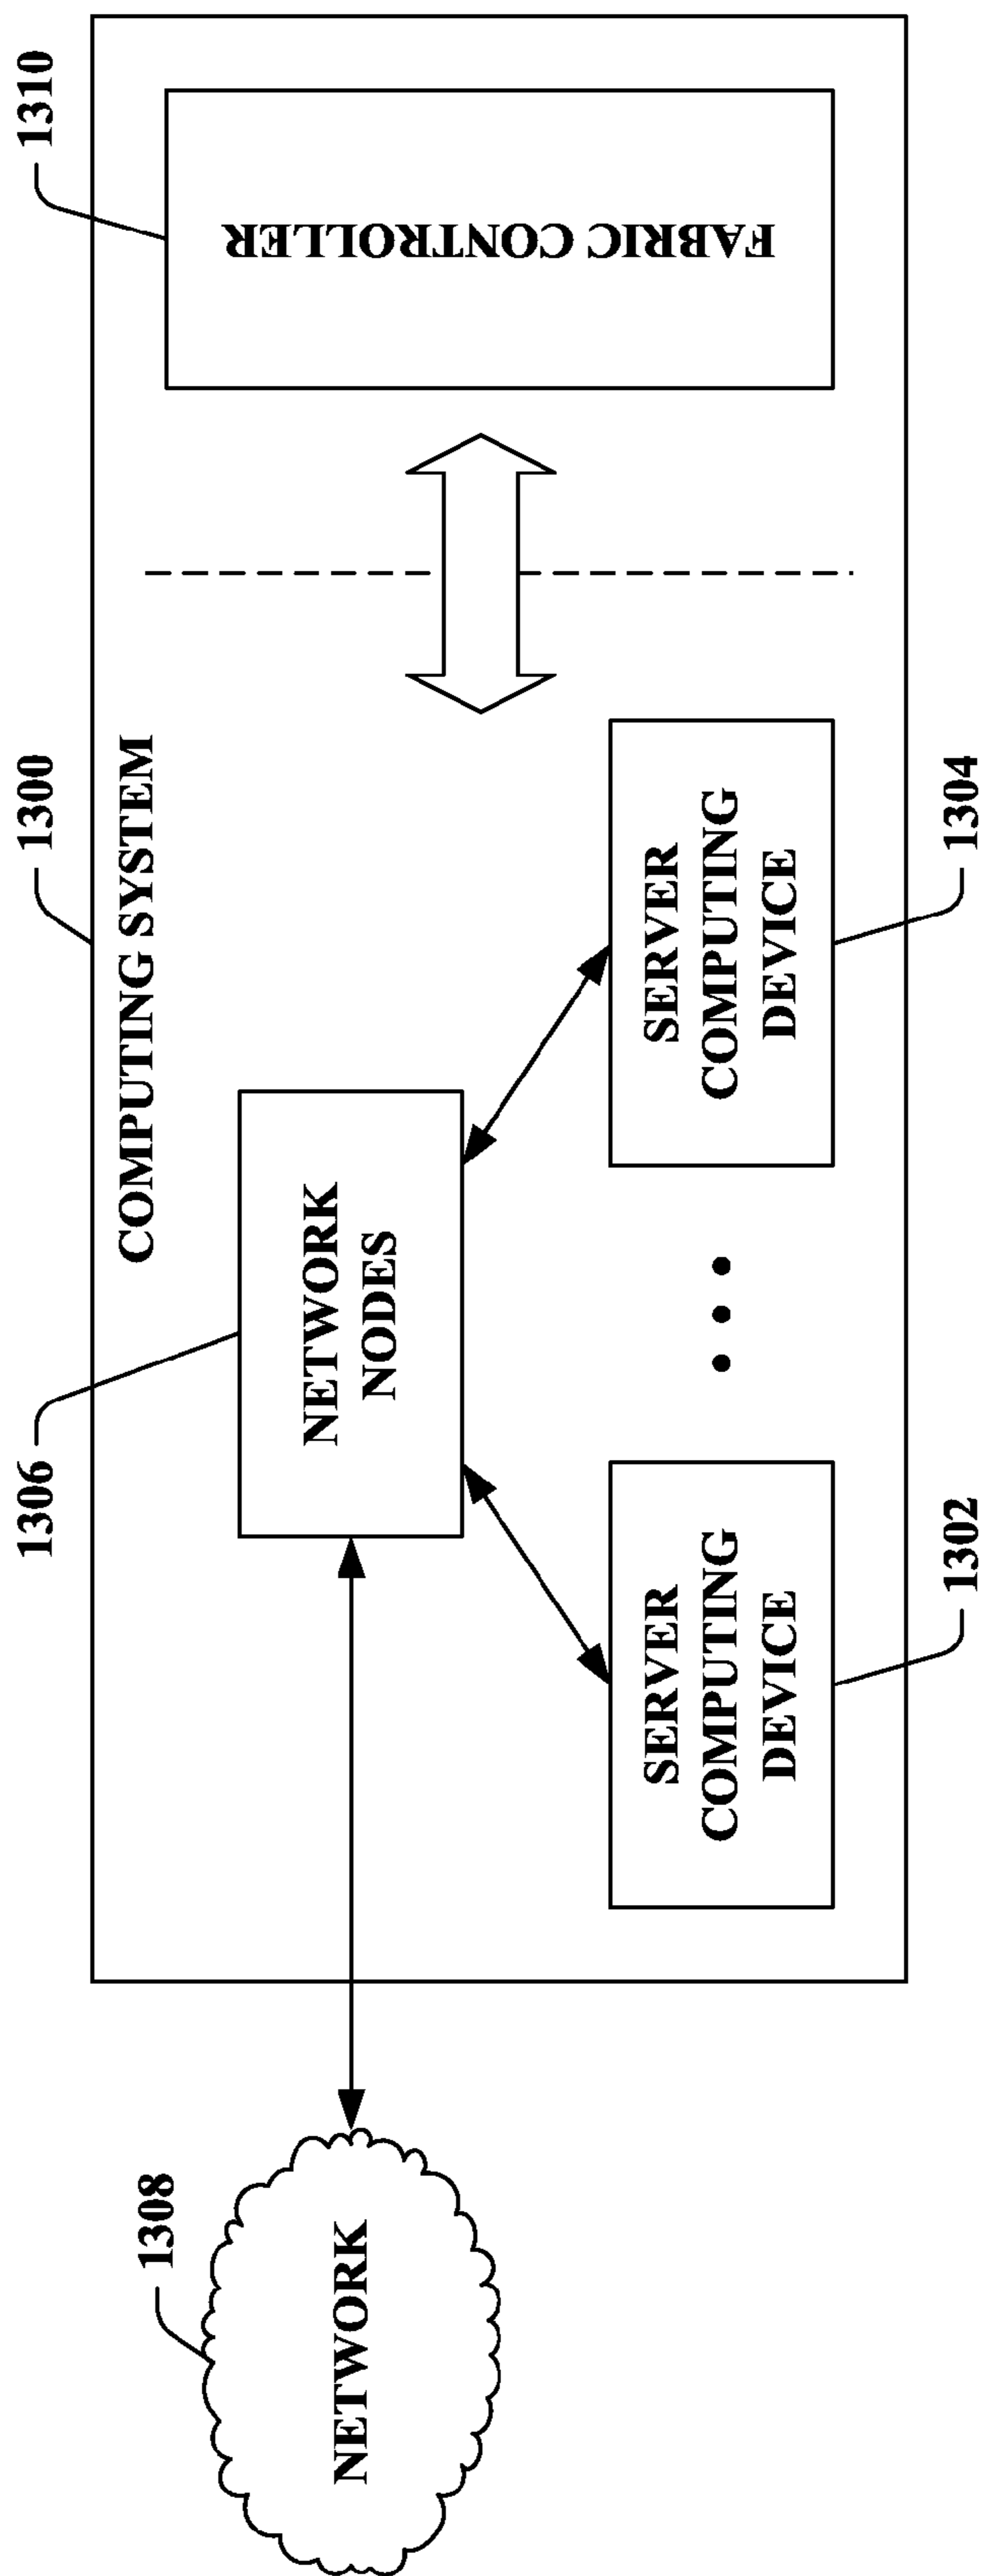 1300
COMPUTING SYSTEM
1306
NETWORK
NODES
1310
FABRIC CONTROLLER
1308
NETWORK
SERVER
COMPUTING
DEVICE
1302
SERVER
COMPUTING
DEVICE
1304